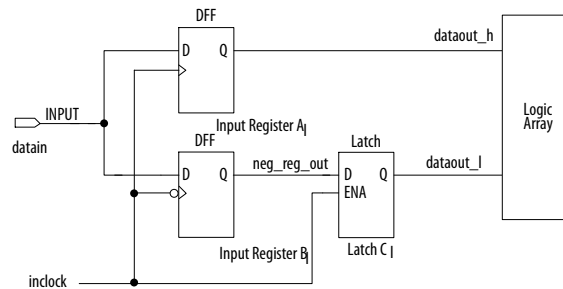 DFF
dataout_h
D Q
INPUT
datain
Input Register A I
Logic
Array
DFF
Latch
neg_reg_out
dataout_l
D Q
D Q
ENA
Input Register B I
Latch C I
inclock